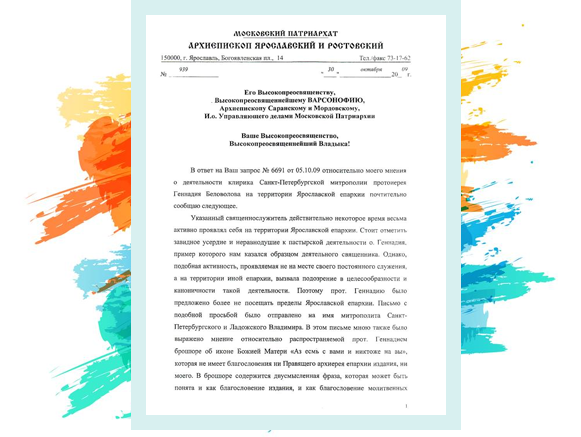 МОСКОВСКИЙ ПАТРИАРХАТ
АРХИЕПИСКОП ЯРОСЛАВСКИЙ И РОСТОВСКИЙ
150000, г. Ярославль, Богоявленская пл., 14 Тел./факс 73-17-62
№ 939 " 30 " октября 2009 г.
Его Высокопреосвященству,
Высокопреосвященнейшему ВАРСОНОФИЮ,
Архиепископу Саранскому и Мордовскому,
И.о. Управляющего делами Московской Патриархии
Ваше Высокопреосвященство,
Высокопреосвященнейший Владыка!
В ответ на Ваш запрос № 6691 от 05.10.09 относительно моего мнения
о деятельности клирика Санкт-Петербургской митрополии протоиерея
Геннадия Беловолова на территории Ярославской епархии почтительно
сообщаю следующее.
Указанный священнослужитель действительно некоторое время весьма
активно проявлял себя на территории Ярославской епархии. Стоит отметить
завидное усердие и неравнодушие к пастырской деятельности о. Геннадия,
пример которого нам казался образцом деятельного священника. Однако,
подобная активность, проявляемая не на месте своего постоянного служения,
а на территории иной епархии, вызвала подозрение в целесообразности и
каноничности такой деятельности. Поэтому прот. Геннадию было
предложено более не посещать пределы Ярославской епархии. Письмо с
подобной просьбой было отправлено на имя митрополита Санкт-
Петербургского и Ладожского Владимира. В этом письме мною также было
выражено мнение относительно распространяемой прот. Геннадием
брошюре об иконе Божией Матери «Аз есмь с вами и никтоже на вы»,
которая не имеет благословения ни Правящего архиерея епархии издания, ни
моего. В брошюре содержится двусмысленная фраза, которая может быть
понята и как благословение издания, и как благословение молитвенных
1